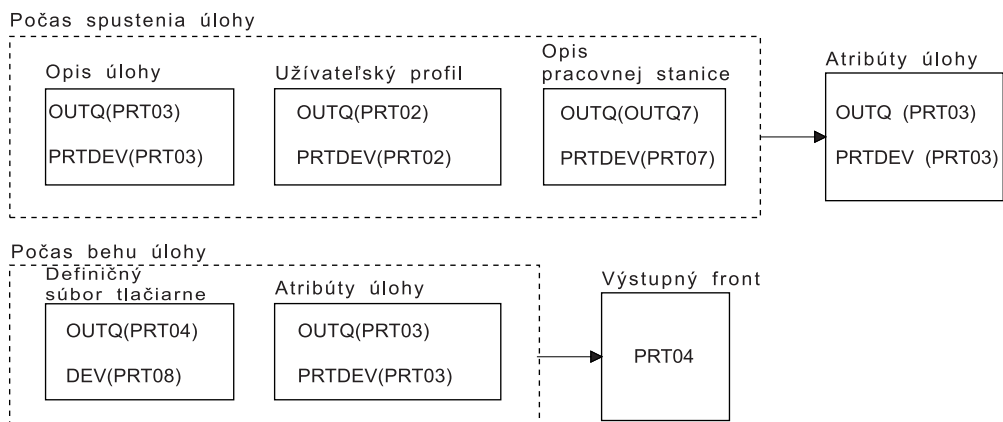 Počas spustenia úlohy
Opis úlohy
OUTQ(PRT03)
PRTDEV(PRT03)
Užívateľský profil
OUTQ(PRT02)
PRTDEV(PRT02)
Opis
pracovnej stanice
OUTQ(OUTQ7)
PRTDEV(PRT07)
Atribúty úlohy
OUTQ (PRT03)
PRTDEV (PRT03)
Počas behu úlohy
Definičný
súbor tlačiarne
OUTQ(PRT04)
DEV(PRT08)
Atribúty úlohy
OUTQ(PRT03)
PRTDEV(PRT03)
Výstupný front
PRT04